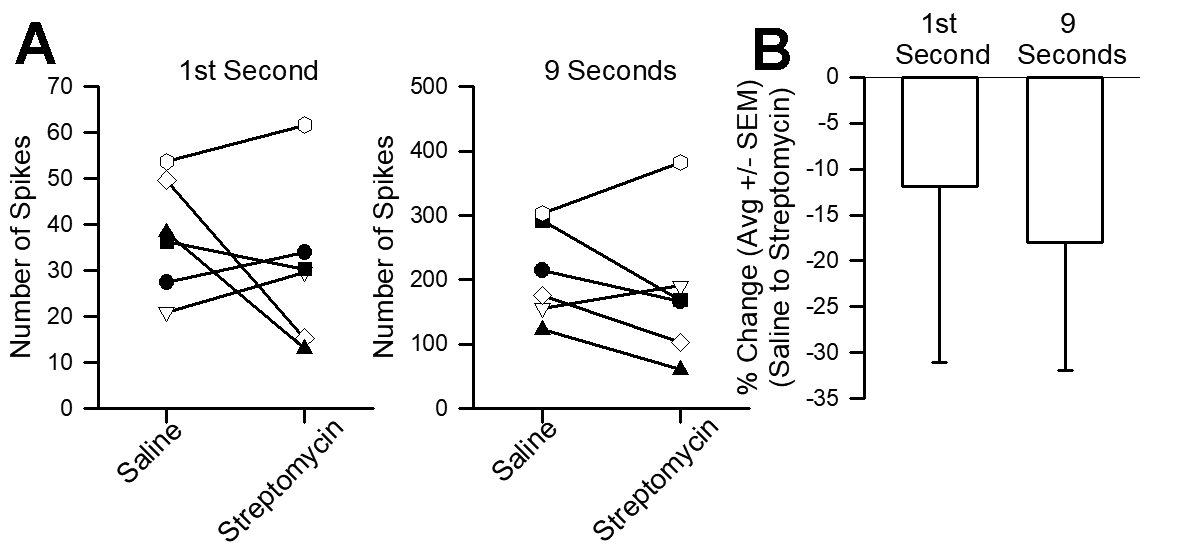 A
1st Second
Number of Spikes
70
60
50
40
30
20
10
0
Saline
Streptomycin
9 Seconds
Number of Spikes
500
400
300
200
100
0
Saline
Streptomycin
B
1st
Second
9
Seconds
% Change (Avg +/- SEM)
(Saline to Streptomycin)
0
-5
-10
-15
-20
-25
-30
-35